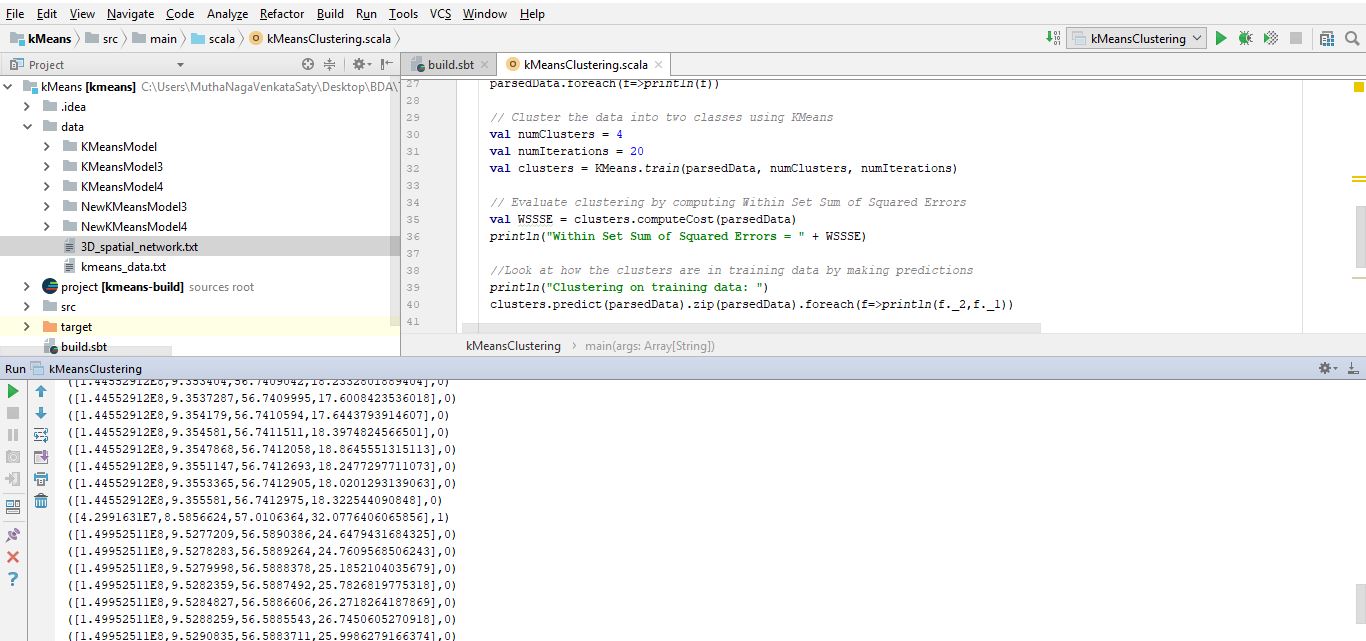 File Edit View Navigate Code Analyze Refactor Build Run Tools VCS Window Help
kMeans src main scala kMeansClustering.scala kMeansClustering
Project
build.sbt kMeansClustering.scala
kMeans [kmeans] C:\Users\MuthaNagaVenkataSaty\Desktop\BDA\
.idea
data
KMeansModel
KMeansModel3
KMeansModel4
NewKMeansModel3
NewKMeansModel4
3D_spatial_network.txt
kmeans_data.txt
project [kmeans-build] sources root
src
target
build.sbt
27 parsedData.foreach(f=>println(f))
28
29 // Cluster the data into two classes using KMeans
30 val numClusters = 4
31 val numIterations = 20
32 val clusters = KMeans.train(parsedData, numClusters, numIterations)
33
34 // Evaluate clustering by computing Within Set Sum of Squared Errors
35 val WSSSE = clusters.computeCost(parsedData)
36 println("Within Set Sum of Squared Errors = " + WSSSE)
37
38 //Look at how the clusters are in training data by making predictions
39 println("Clustering on training data: ")
40 clusters.predict(parsedData).zip(parsedData).foreach(f=>println(f._2,f._1))
41
kMeansClustering main(args: Array[String])
Run kMeansClustering
([1.44552912E8,9.353404,56.7409042,18.2332801889404],0)
([1.44552912E8,9.3537287,56.7409995,17.6008423536018],0)
([1.44552912E8,9.354179,56.7410594,17.6443793914607],0)
([1.44552912E8,9.354581,56.7411511,18.3974824566501],0)
([1.44552912E8,9.3547868,56.7412058,18.8645551315113],0)
([1.44552912E8,9.3551147,56.7412693,18.2477297711073],0)
([1.44552912E8,9.3553365,56.7412905,18.0201293139063],0)
([1.44552912E8,9.355581,56.7412975,18.322544090848],0)
([4.2991631E7,8.5856624,57.0106364,32.0776406065856],1)
([1.49952511E8,9.5277209,56.5890386,24.6479431684325],0)
([1.49952511E8,9.5278283,56.5889264,24.7609568506243],0)
([1.49952511E8,9.5279998,56.5888378,25.1852104035679],0)
([1.49952511E8,9.5282359,56.5887492,25.7826819775318],0)
([1.49952511E8,9.5284827,56.5886606,26.2718264187869],0)
([1.49952511E8,9.5288259,56.5885543,26.7450605270918],0)
([1.49952511E8,9.5290835,56.5883711,25.9986279166374],0)